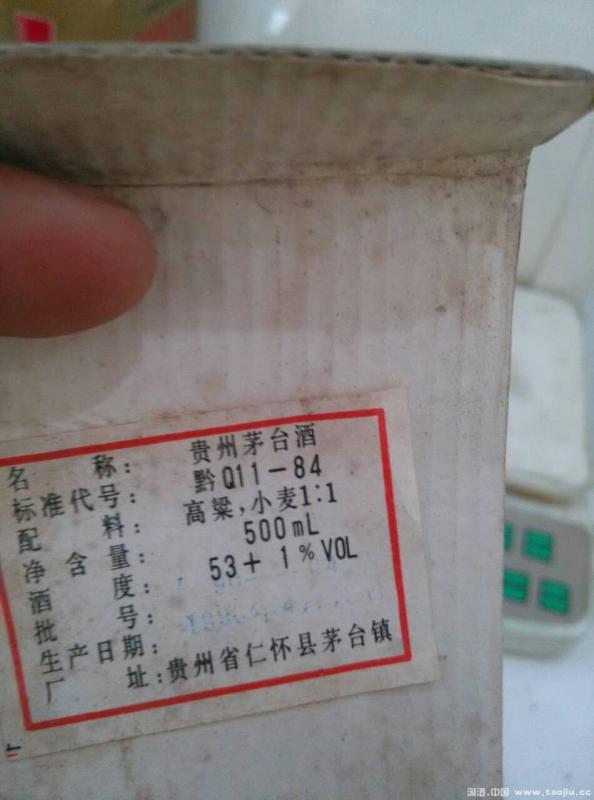 名称：贵州茅台酒
标准代号：黔Q11-84
配料：高粱,小麦1:1
净含量：500mL
酒度：53+1%VOL
批号：
生产日期：
厂址：贵州省仁怀县茅台镇
国酒.中国 www.taojiu.cc